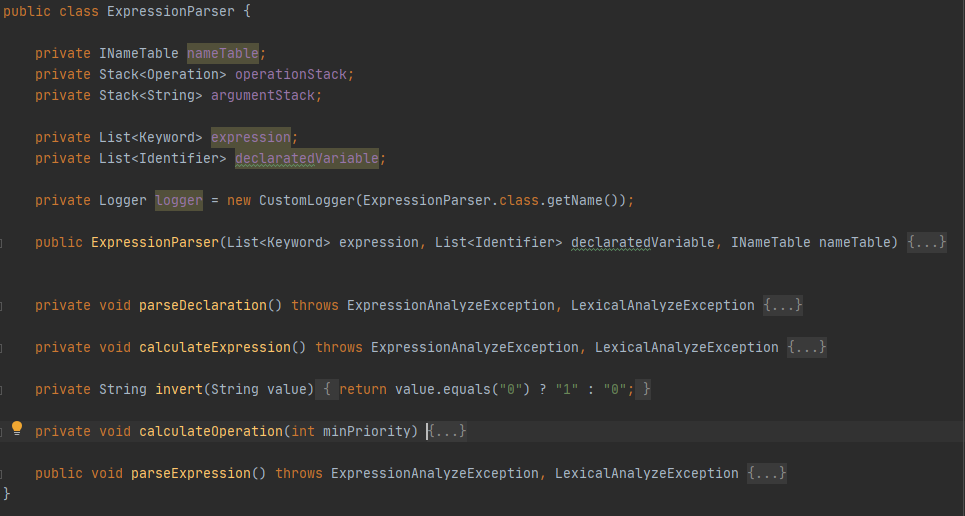 public class ExpressionParser {
private INameTable nameTable;
private Stack<Operation> operationStack;
private Stack<String> argumentStack;
private List<Keyword> expression;
private List<Identifier> declaratedVariable;
private Logger logger = new CustomLogger(ExpressionParser.class.getName());
public ExpressionParser(List<Keyword> expression, List<Identifier> declaratedVariable, INameTable nameTable) {...}
private void parseDeclaration() throws ExpressionAnalyzeException, LexicalAnalyzeException {...}
private void calculateExpression() throws ExpressionAnalyzeException, LexicalAnalyzeException {...}
private String invert(String value) { return value.equals("0") ? "1" : "0"; }
private void calculateOperation(int minPriority) {...}
public void parseExpression() throws ExpressionAnalyzeException, LexicalAnalyzeException {...}
}